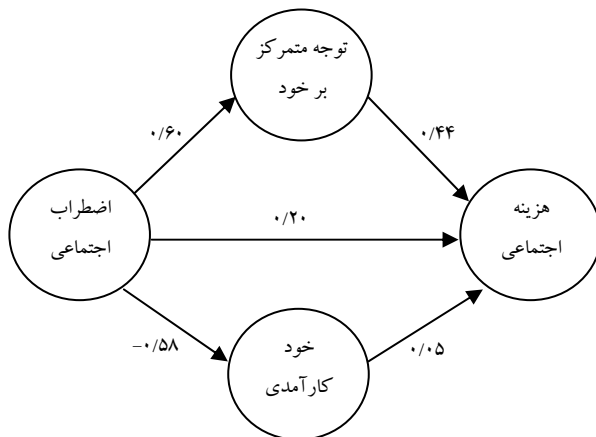 توجه متمرکز
بر خود
۰/۶۰
۰/۴۴
اضطراب
اجتماعی
۰/۲۰
هزینه
اجتماعی
−۰/۵۸
۰/۰۵
خود
کارآمدی